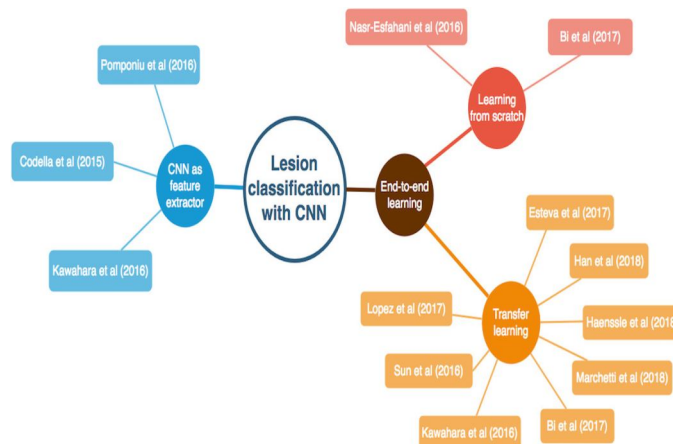 Nasr-Esfahani et al (2016)
Bi et al (2017)
Pomponiu et al (2016)
Learning
from scratch
Codella et al (2015)
CNN as
feature
extractor
Lesion
classification
with CNN
End-to-end
learning
Kawahara et al (2016)
Esteva et al (2017)
Han et al (2018)
Lopez et al (2017)
Transfer
learning
Haenssle et al (2018
Sun et al (2016)
Marchetti et al (2018)
Kawahara et al (2016)
Bi et al (2017)